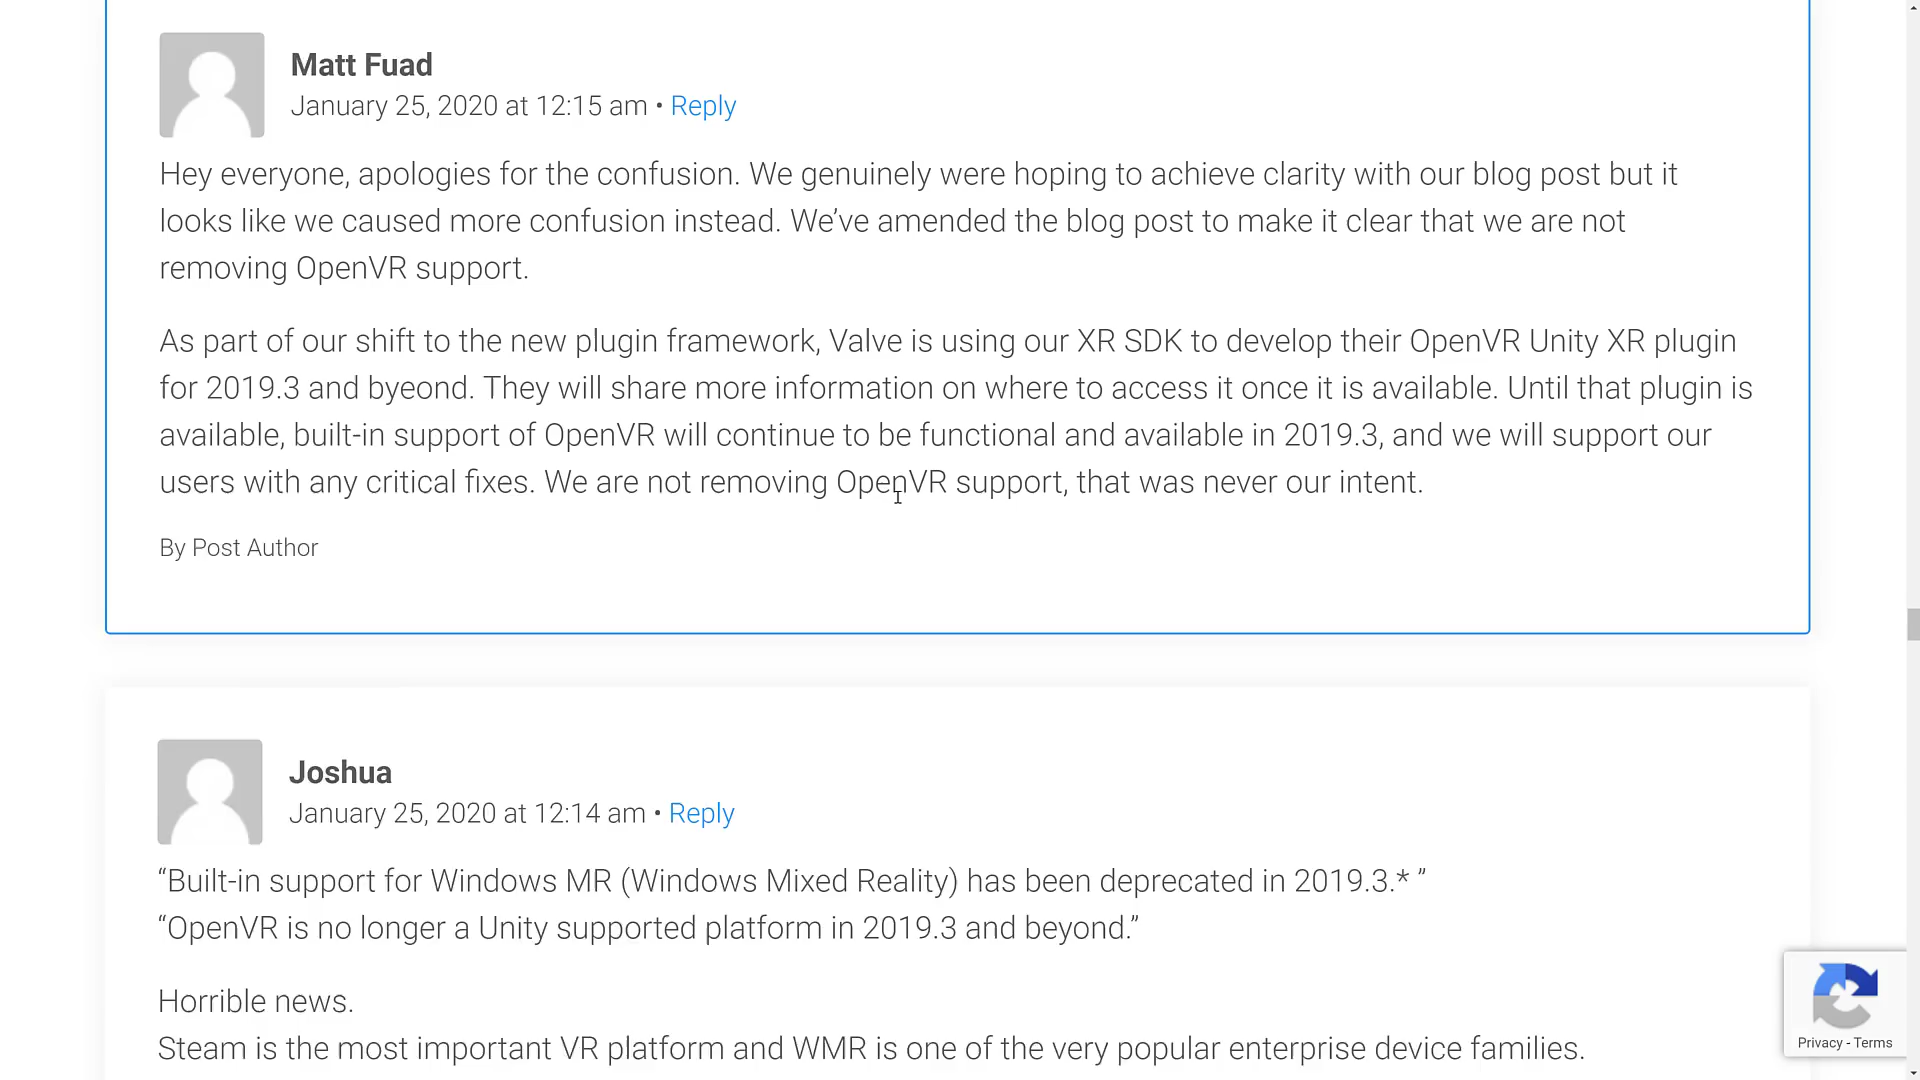 Matt Fuad
January 25, 2020 at 12:15 am • Reply
Hey everyone, apologies for the confusion. We genuinely were hoping to achieve clarity with our blog post but it
looks like we caused more confusion instead. We’ve amended the blog post to make it clear that we are not
removing OpenVR support.
As part of our shift to the new plugin framework, Valve is using our XR SDK to develop their OpenVR Unity XR plugin
for 2019.3 and byeond. They will share more information on where to access it once it is available. Until that plugin is
available, built-in support of OpenVR will continue to be functional and available in 2019.3, and we will support our
users with any critical fixes. We are not removing OpenVR support, that was never our intent.
By Post Author
Joshua
January 25, 2020 at 12:14 am • Reply
“Built-in support for Windows MR (Windows Mixed Reality) has been deprecated in 2019.3.* ”
“OpenVR is no longer a Unity supported platform in 2019.3 and beyond.”
Horrible news.
Steam is the most important VR platform and WMR is one of the very popular enterprise device families.
Privacy - Terms